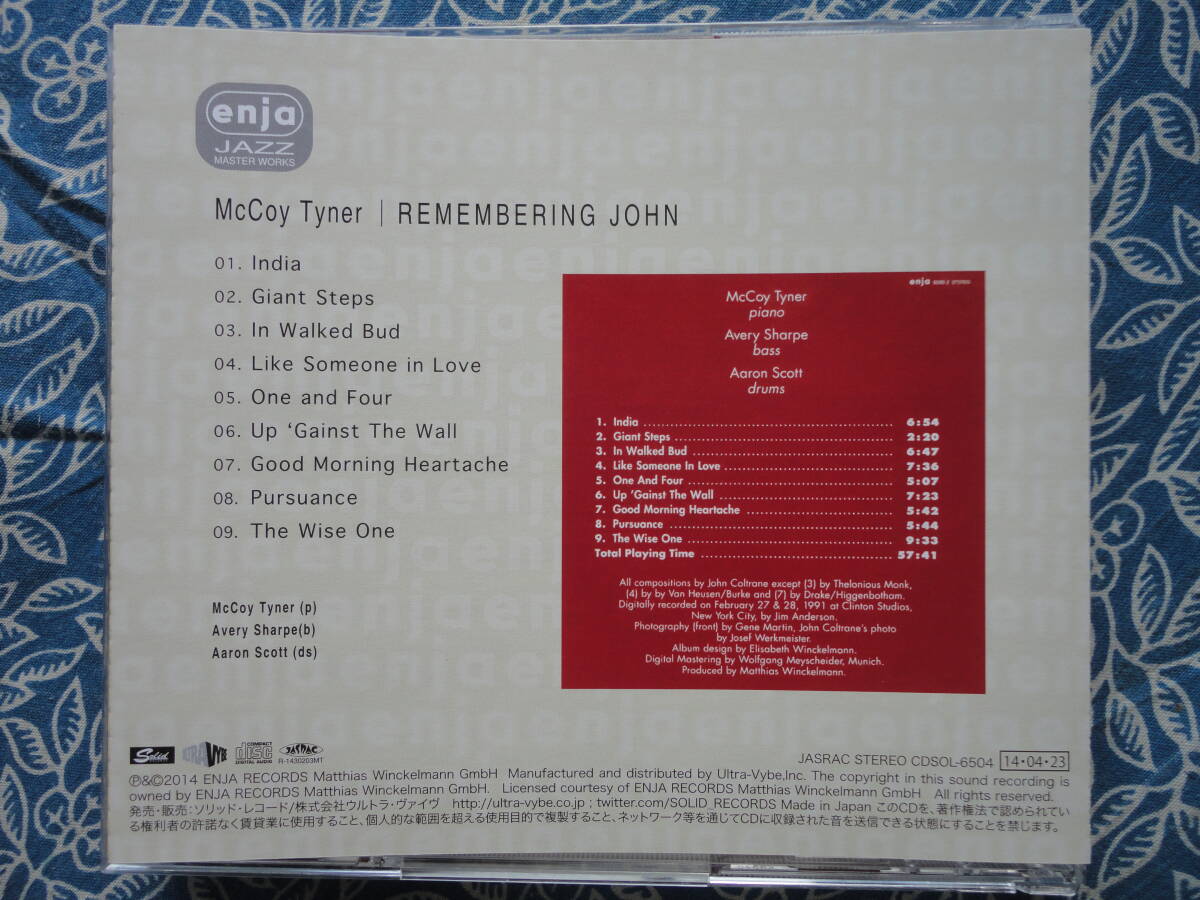 enja
JAZZ
MASTER WORKS
McCoy Tyner | REMEMBERING JOHN
01. India
02. Giant Steps
03. In Walked Bud
04. Like Someone in Love
05. One and Four
06. Up ‘Gainst The Wall
07. Good Morning Heartache
08. Pursuance
09. The Wise One
McCoy Tyner (p)
Avery Sharpe(b)
Aaron Scott (ds)
enja
McCoy Tyner
piano
Avery Sharpe
bass
Aaron Scott
drums
1. India 6:54
2. Giant Steps 2:20
3. In Walked Bud 6:47
4. Like Someone In Love 7:36
5. One And Four 5:07
6. Up ‘Gainst The Wall 7:23
7. Good Morning Heartache 5:42
8. Pursuance 5:44
9. The Wise One 9:33
Total Playing Time 57:41
All compositions by John Coltrane except (3) by Thelonious Monk,
(4) by by Van Heusen/Burke and (7) by Drake/Higgenbotham.
Digitally recorded on February 27 & 28, 1991 at Clinton Studios,
New York City, by Jim Anderson.
Photography (front) by Gene Martin, John Coltrane's photo
by Josef Werkmeister.
Album design by Elisabeth Winckelmann.
Digital Mastering by Wolfgang Meyscheider, Munich.
Produced by Matthias Winckelmann.
Solid ULTRA-VYBE COMPACT disc DIGITAL AUDIO JASRAC
R-1430203MT
JASRAC STEREO CDSOL-6504 14・04・23
℗&©2014 ENJA RECORDS Matthias Winckelmann GmbH Manufactured and distributed by Ultra-Vybe,Inc. The copyright in this sound recording is
owned by ENJA RECORDS Matthias Winckelmann GmbH. Licensed courtesy of ENJA RECORDS Matthias Winckelmann GmbH All rights reserved.
発売・販売：ソリッド・レコード/株式会社ウルトラ・ヴァイヴ http://ultra-vybe.co.jp ; twitter.com/SOLID_RECORDS Made in Japan このCDを、著作権法で認められてい
る権利者の許諾なく賃貸業に使用すること、個人的な範囲を超える使用目的で複製すること、ネットワーク等を通じてCDに収録された音を送信できる状態にすることを禁じます。